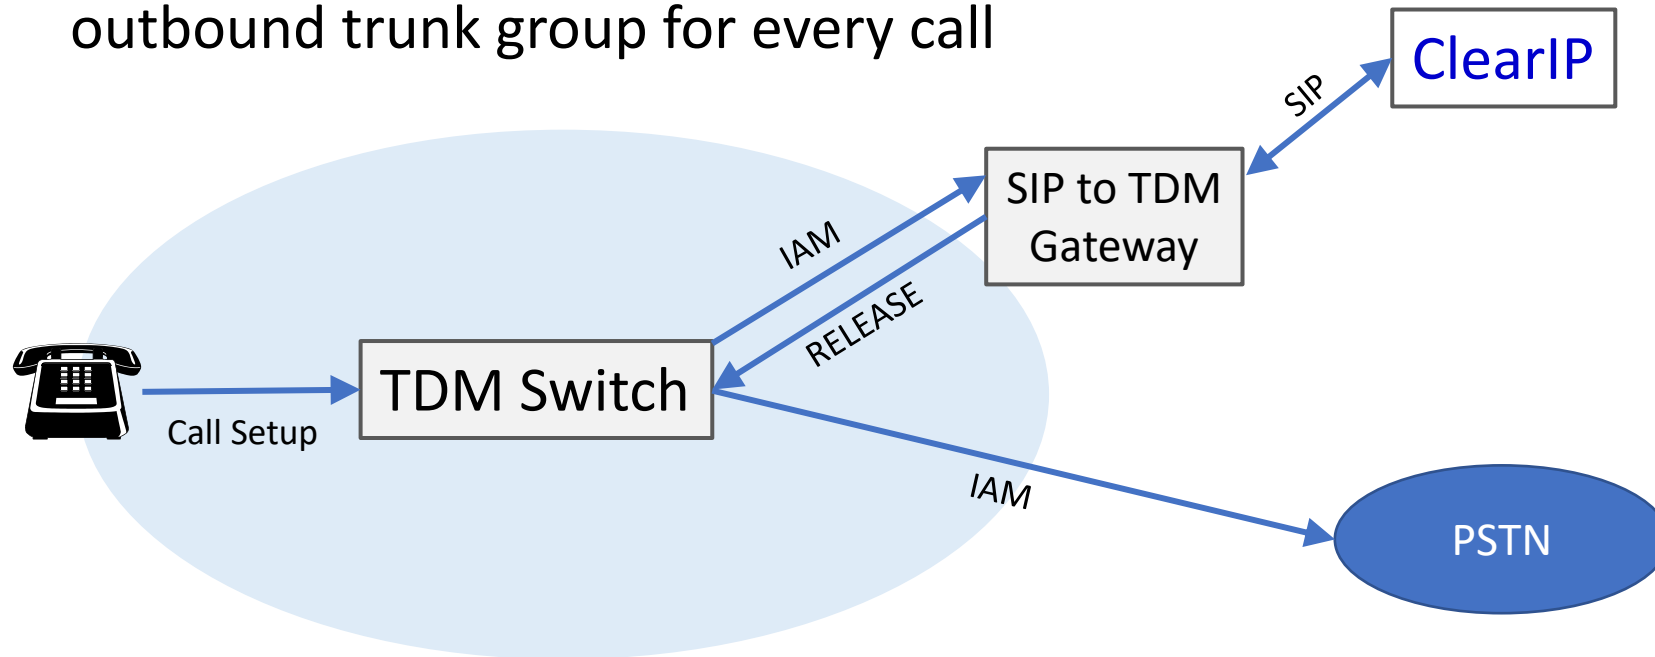 outbound trunk group for every call
ClearIP
SIP
SIP to TDM
Gateway
IAM
RELEASE
TDM Switch
Call Setup
IAM
PSTN